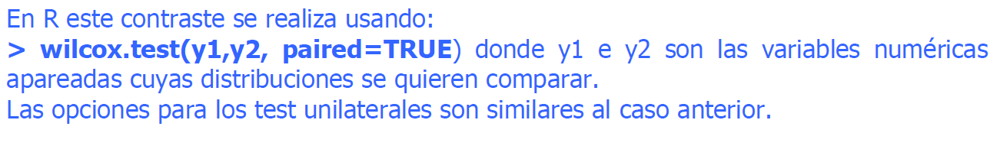 En R este contraste se realiza usando:
> wilcox.test(y1,y2, paired=TRUE) donde y1 e y2 son las variables numéricas
apareadas cuyas distribuciones se quieren comparar.
Las opciones para los test unilaterales son similares al caso anterior.